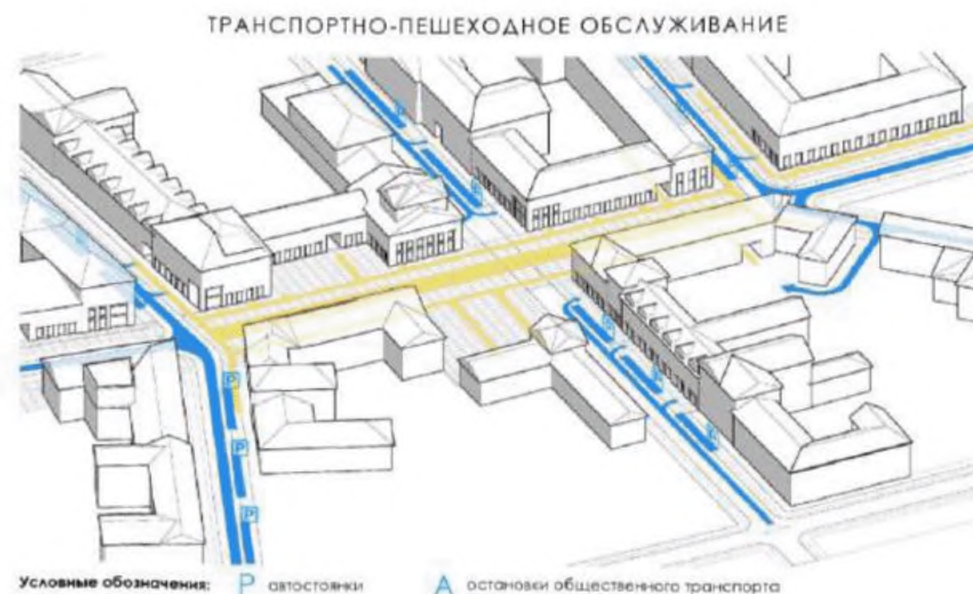 ТРАНСПОРТНО-ПЕШЕХОДНОЕ ОБСЛУЖИВАНИЕ
P
P
P
P
P
P
Условные обозначения: P автостоянки A остановки общественного транспорта